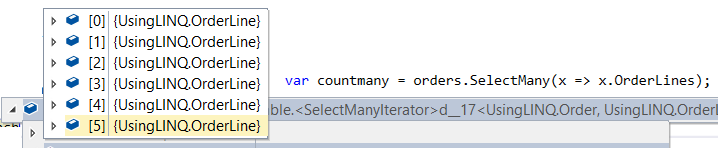 [0] {UsingLINQ.OrderLine}
[1] {UsingLINQ.OrderLine}
[2] {UsingLINQ.OrderLine}
[3] {UsingLINQ.OrderLine}
var countmany = orders.SelectMany(x => x.OrderLines);
[4] {UsingLINQ.OrderLine}
able.<SelectManyIterator>d__17<UsingLINQ.Order, UsingLINQ.OrderL
[5] {UsingLINQ.OrderLine}